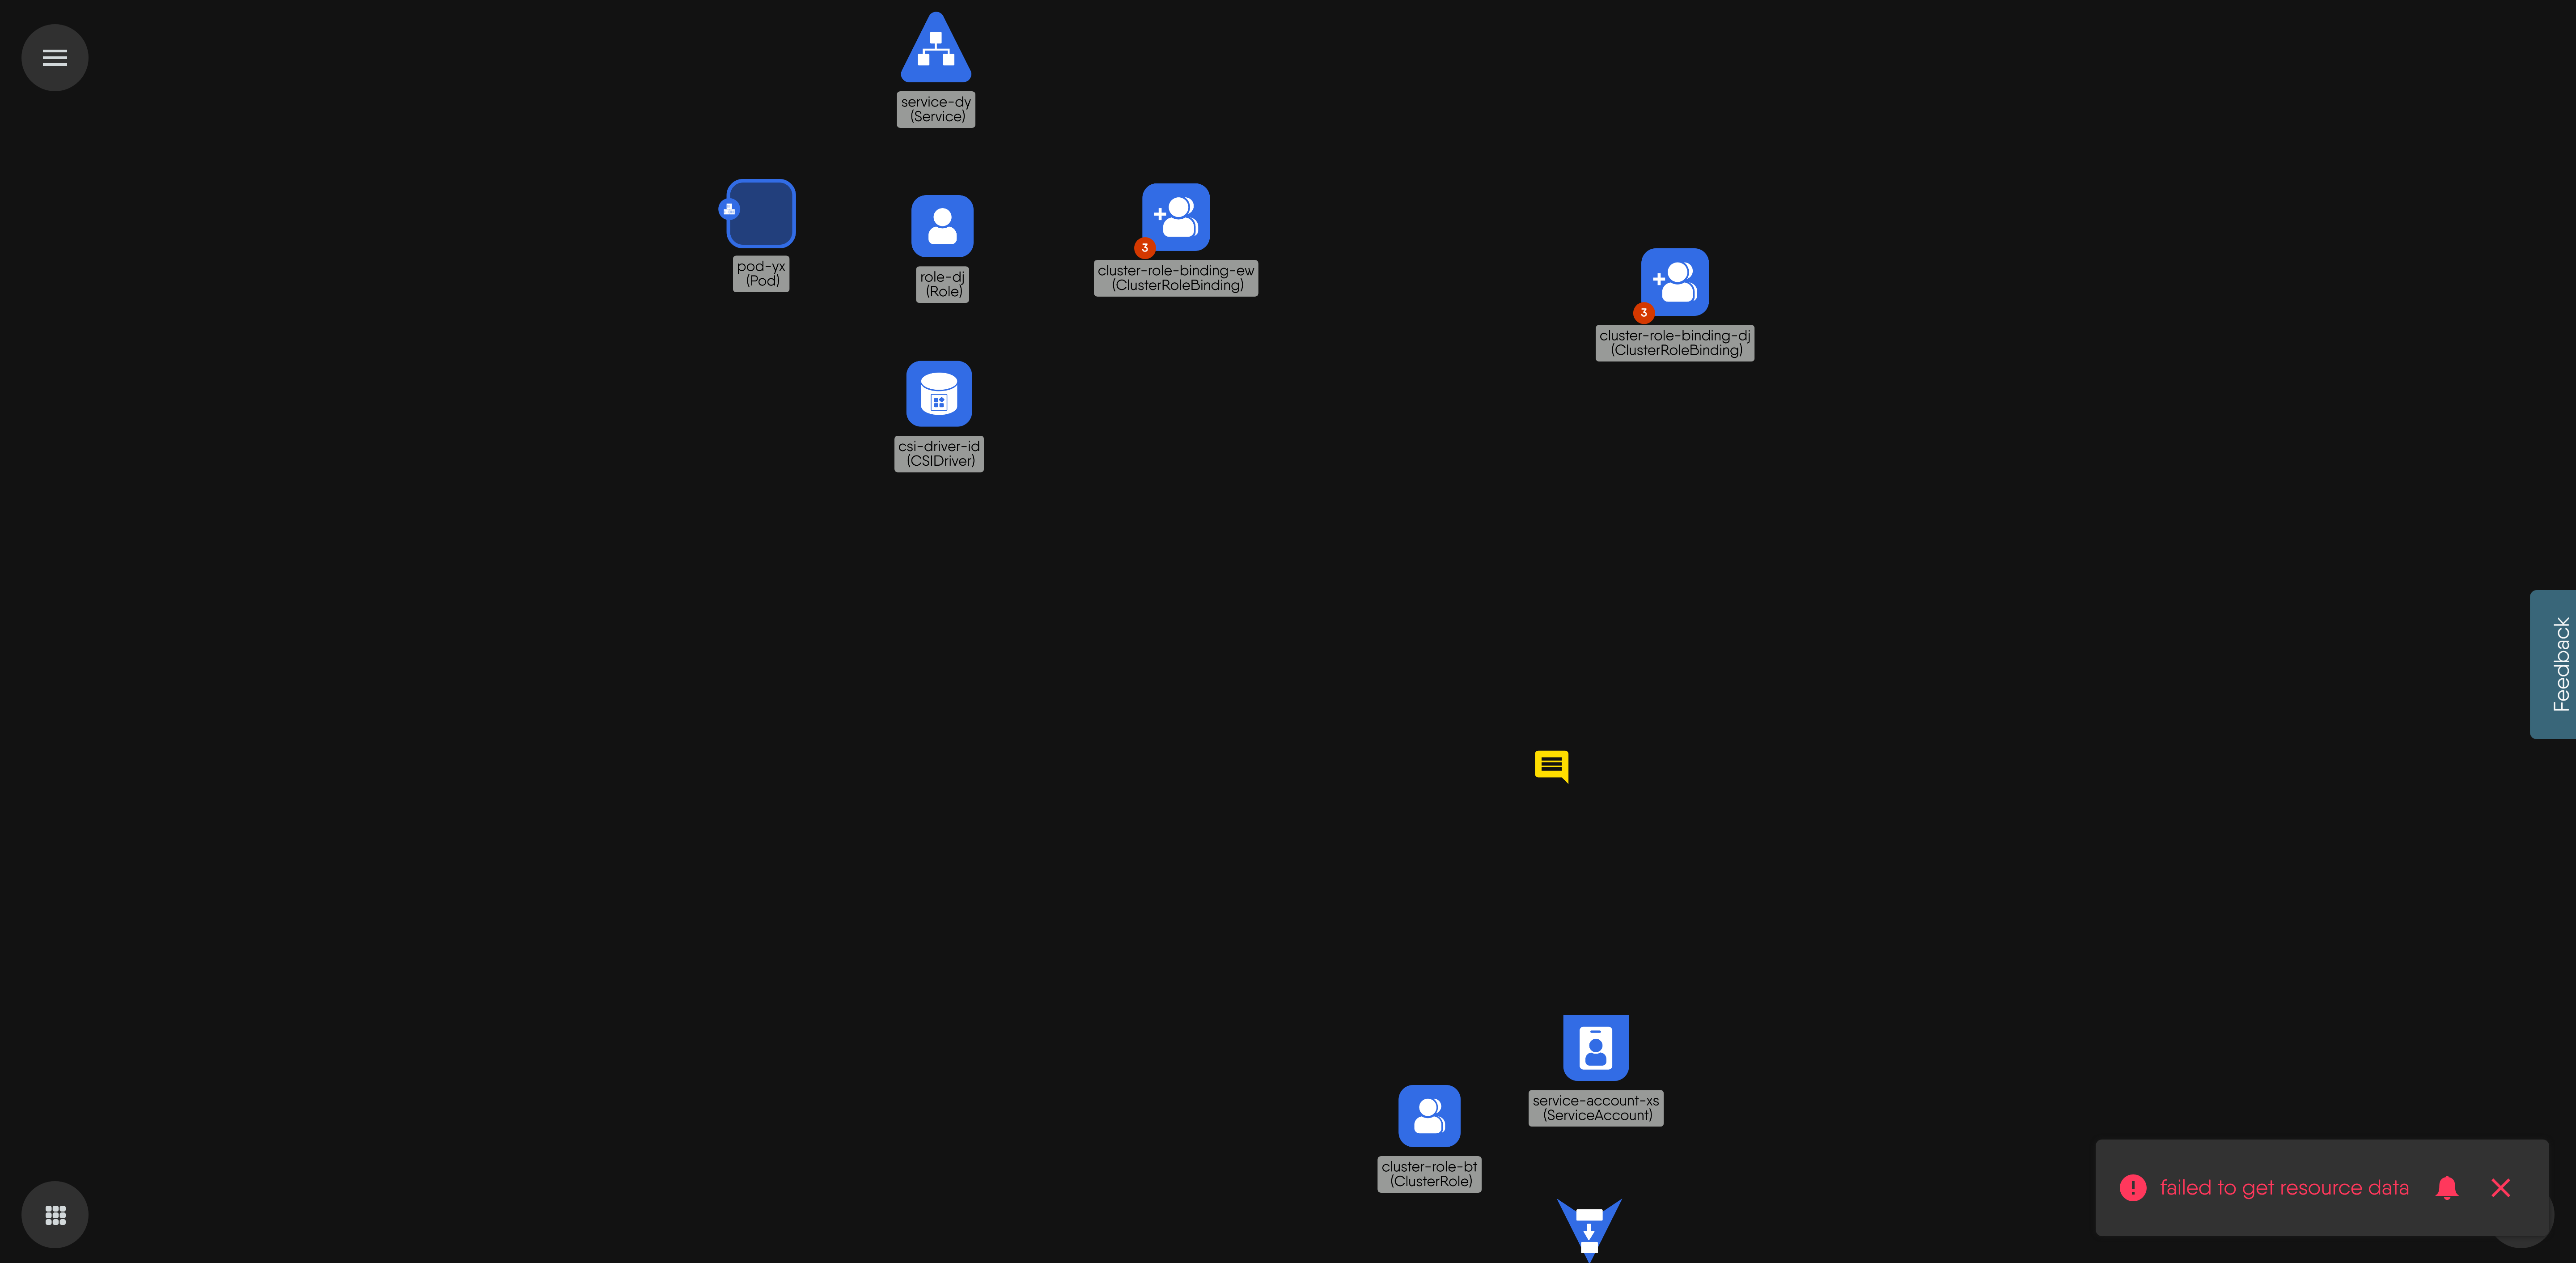 service-dy
(Service)
pod-yx
(Pod)
role-dj
(Role)
3
cluster-role-binding-ew
(ClusterRoleBinding)
3
cluster-role-binding-dj
(ClusterRoleBinding)
csi-driver-id
(CSIDriver)
Feedback
service-account-xs
(ServiceAccount)
cluster-role-bt
(ClusterRole)
failed to get resource data